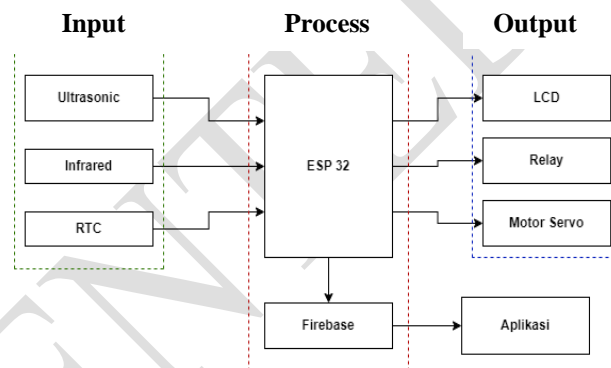 Input Process Output
Ultrasonic
Infrared
RTC
ESP 32
Firebase
LCD
Relay
Motor Servo
Aplikasi